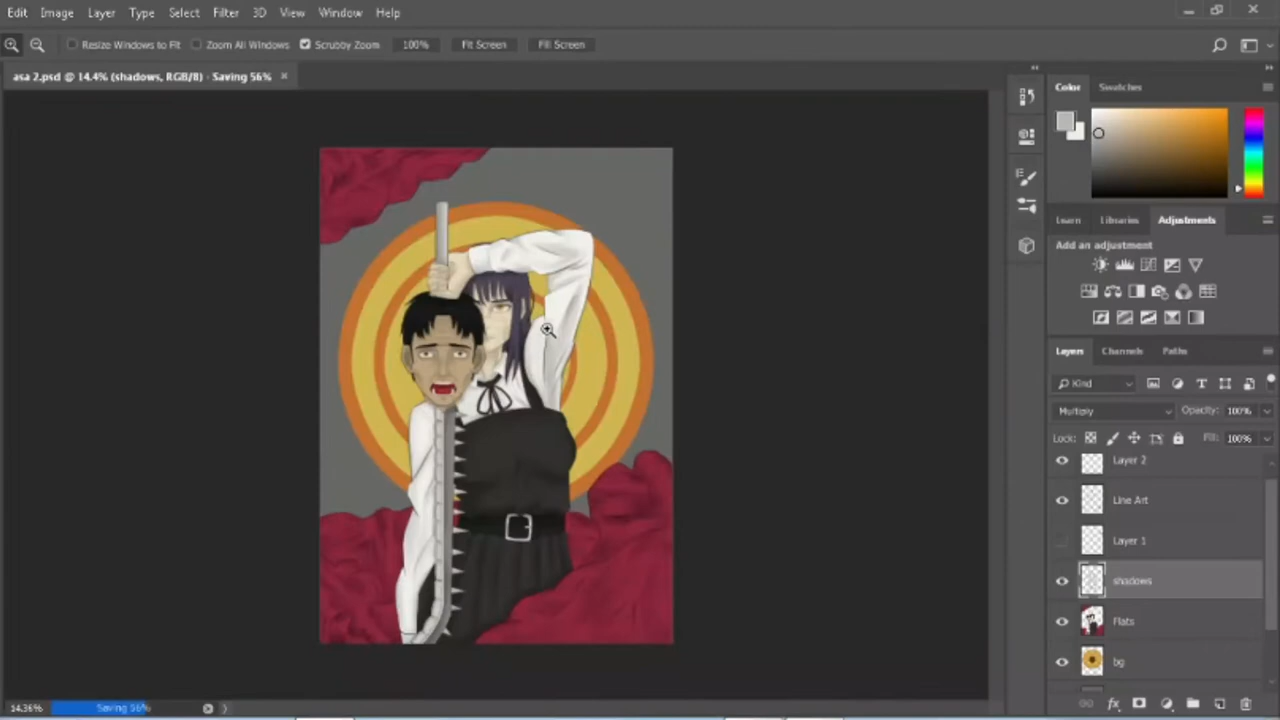 Edit Image Layer Type Select Filter 3D View Window Help
Resize Windows to Fit Zoom All Windows Scrubby Zoom 100% Fit Screen Fill Screen
asa 2.psd @ 14.4% (shadows, RGB/8) · Saving 56% ×
Color Swatches
Learn Libraries Adjustments
Add an adjustment
Layers Channels Paths
Kind
Multiply Opacity: 100%
Lock: Fill: 100%
Layer 2
Line Art
Layer 1
shadows
Flats
bg
14.36% Saving 56%